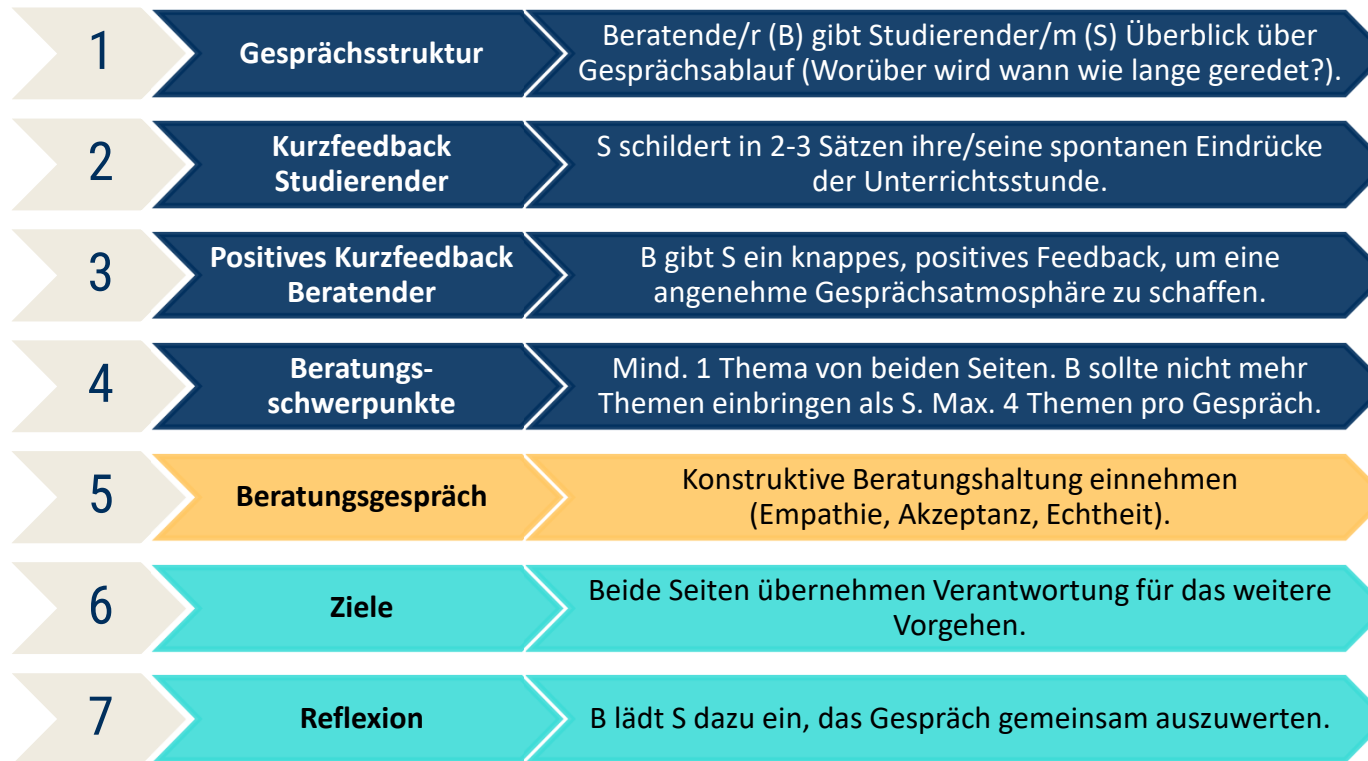 1
Gesprächsstruktur
Beratende/r (B) gibt Studierender/m (S) Überblick über
Gesprächsablauf (Worüber wird wann wie lange geredet?).
2
Kurzfeedback
Studierender
S schildert in 2-3 Sätzen ihre/seine spontanen Eindrücke
der Unterrichtsstunde.
3
Positives Kurzfeedback
Beratender
B gibt S ein knappes, positives Feedback, um eine
angenehme Gesprächsatmosphäre zu schaffen.
4
Beratungs-
schwerpunkte
Mind. 1 Thema von beiden Seiten. B sollte nicht mehr
Themen einbringen als S. Max. 4 Themen pro Gespräch.
5
Beratungsgespräch
Konstruktive Beratungshaltung einnehmen
(Empathie, Akzeptanz, Echtheit).
6
Ziele
Beide Seiten übernehmen Verantwortung für das weitere
Vorgehen.
7
Reflexion
B lädt S dazu ein, das Gespräch gemeinsam auszuwerten.